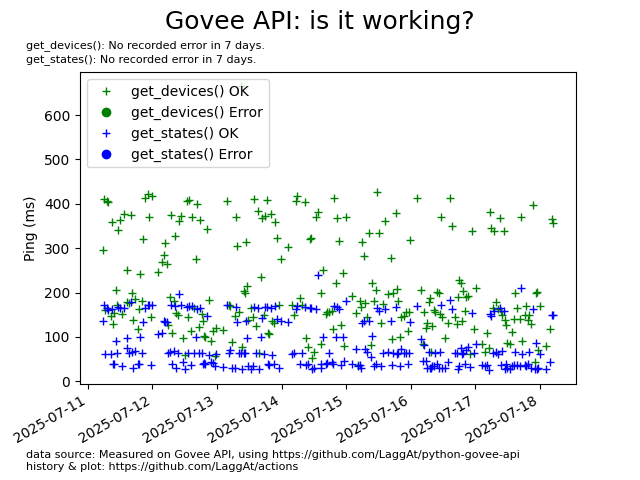 Govee API: is it working?
get_devices(): No recorded error in 7 days.
get_states(): No recorded error in 7 days.
get_devices() OK
get_devices() Error
get_states() OK
get_states() Error
Ping (ms)
600
500
400
300
200
100
0
2025-07-11
2025-07-12
2025-07-13
2025-07-14
2025-07-15
2025-07-16
2025-07-17
2025-07-18
data source: Measured on Govee API, using https://github.com/LaggAt/python-govee-api
history & plot: https://github.com/LaggAt/actions